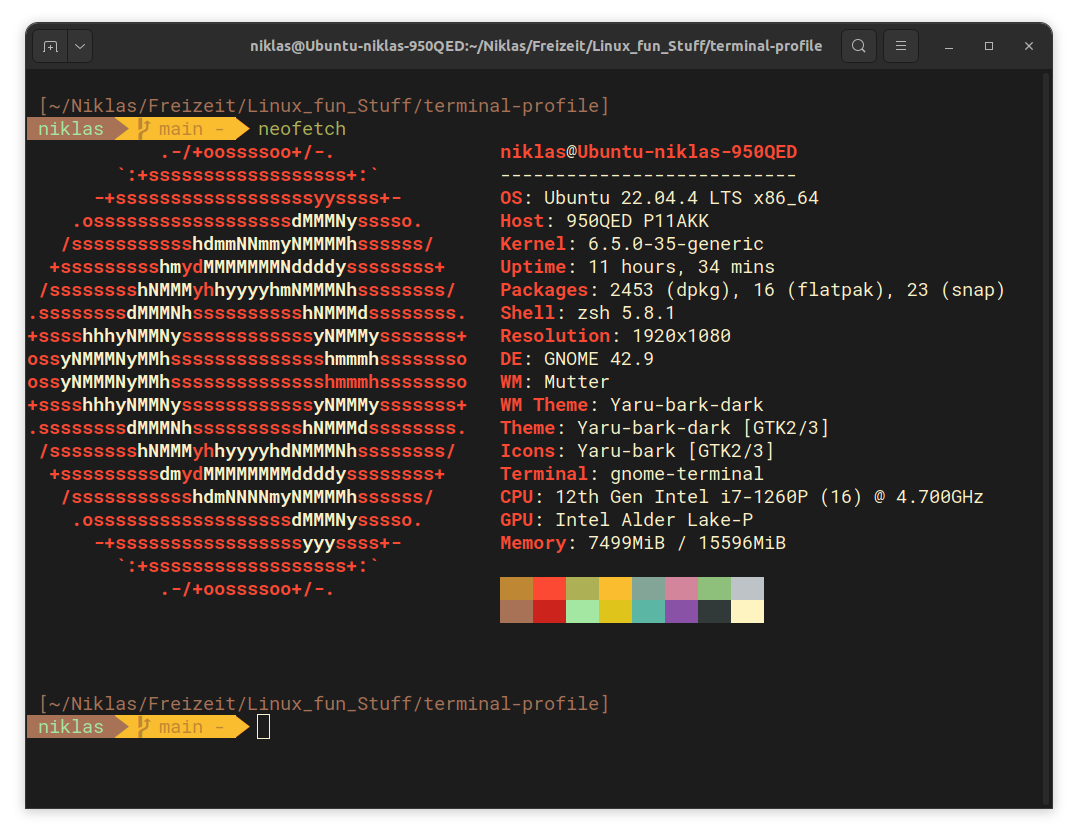 niklas@Ubuntu-niklas-950QED:~/Niklas/Freizeit/Linux_fun_Stuff/terminal-profile
[~/Niklas/Freizeit/Linux_fun_Stuff/terminal-profile]
niklas main - neofetch
.-/+oossssoo+/-. niklas@Ubuntu-niklas-950QED
`:+ssssssssssssssssss+:` ---------------------------
-+ssssssssssssssssssyyssss+- OS: Ubuntu 22.04.4 LTS x86_64
.ossssssssssssssssssdMMMNysssso. Host: 950QED P11AKK
/ssssssssssshdmmNNmmyNMMMMhssssss/ Kernel: 6.5.0-35-generic
+ssssssssshmydMMMMMMMNddddyssssssss+ Uptime: 11 hours, 34 mins
/sssssssshNMMMyhhyyyyhmNMMMNhssssssss/ Packages: 2453 (dpkg), 16 (flatpak), 23 (snap)
.ssssssssdMMMNhsssssssssshNMMMdssssssss. Shell: zsh 5.8.1
+sssshhhyNMMNyssssssssssssyNMMMysssssss+ Resolution: 1920x1080
ossyNMMMNyMMhsssssssssssssshmmmhssssssso DE: GNOME 42.9
ossyNMMMNyMMhsssssssssssssshmmmhssssssso WM: Mutter
+sssshhhyNMMNyssssssssssssyNMMMysssssss+ WM Theme: Yaru-bark-dark
.ssssssssdMMMNhsssssssssshNMMMdssssssss. Theme: Yaru-bark-dark [GTK2/3]
/sssssssshNMMMyhhyyyyhdNMMMNhssssssss/ Icons: Yaru-bark [GTK2/3]
+sssssssssdmydMMMMMMMMddddyssssssss+ Terminal: gnome-terminal
/ssssssssssshdmNNNNmyNMMMMhssssss/ CPU: 12th Gen Intel i7-1260P (16) @ 4.700GHz
.ossssssssssssssssssdMMMNysssso. GPU: Intel Alder Lake-P
-+sssssssssssssssssyyyssss+- Memory: 7499MiB / 15596MiB
`:+ssssssssssssssssss+:`
.-/+oossssoo+/-.
[~/Niklas/Freizeit/Linux_fun_Stuff/terminal-profile]
niklas main -